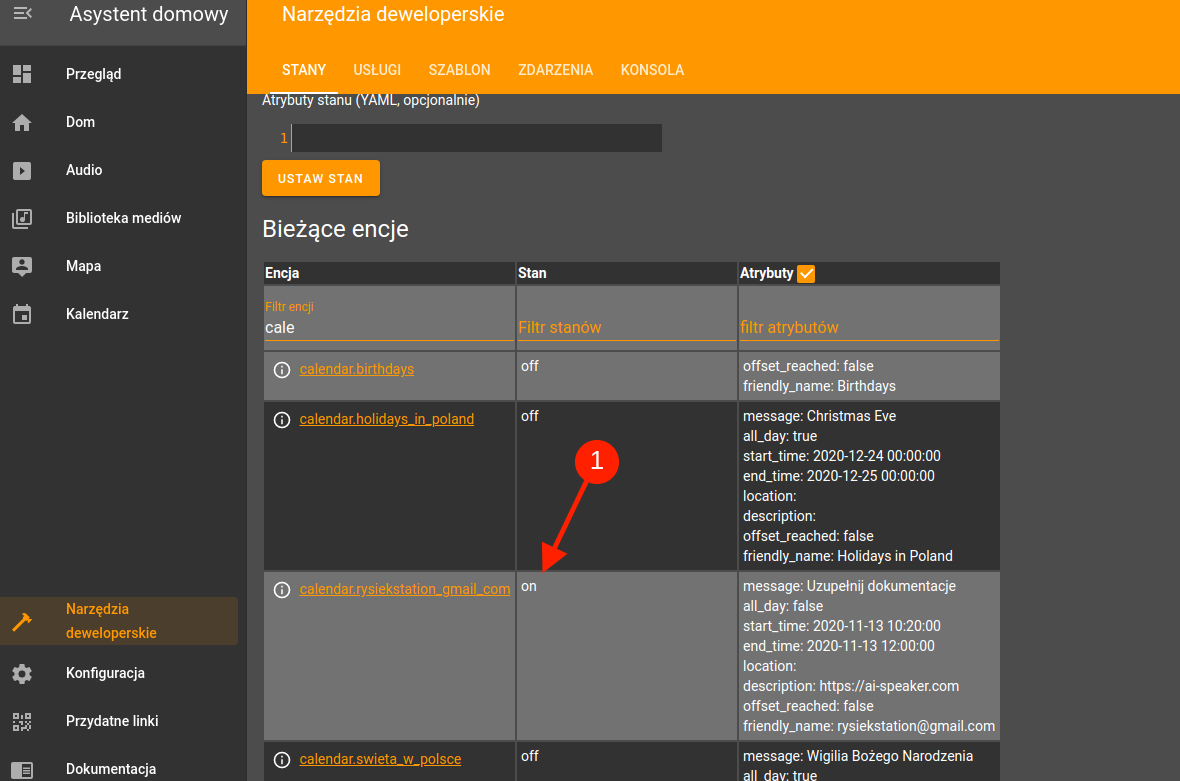 Asystent domowy
Narzędzia deweloperskie
STANY
USŁUGI
SZABLON
ZDARZENIA
KONSOLA
Przegląd
Dom
Audio
Biblioteka mediów
Mapa
Kalendarz
Narzędzia
deweloperskie
Konfiguracja
Przydatne linki
Dokumentacja
Atrybuty stanu (YAML, opcjonalnie)
1
USTAW STAN
Bieżące encje
Encja
Stan
Atrybuty
Filtr encji
cale
Filtr stanów
filtr atrybutów
calendar.birthdays
off
offset_reached: false
friendly_name: Birthdays
calendar.holidays_in_poland
off
message: Christmas Eve
all_day: true
start_time: 2020-12-24 00:00:00
end_time: 2020-12-25 00:00:00
location:
description:
offset_reached: false
friendly_name: Holidays in Poland
1
calendar.rysiekstation_gmail_com
on
message: Uzupełnij dokumentacje
all_day: false
start_time: 2020-11-13 10:20:00
end_time: 2020-11-13 12:00:00
location:
description: https://ai-speaker.com
offset_reached: false
friendly_name: rysiekstation@gmail.com
calendar.swieta_w_polsce
off
message: Wigilia Bożego Narodzenia
all_day: true